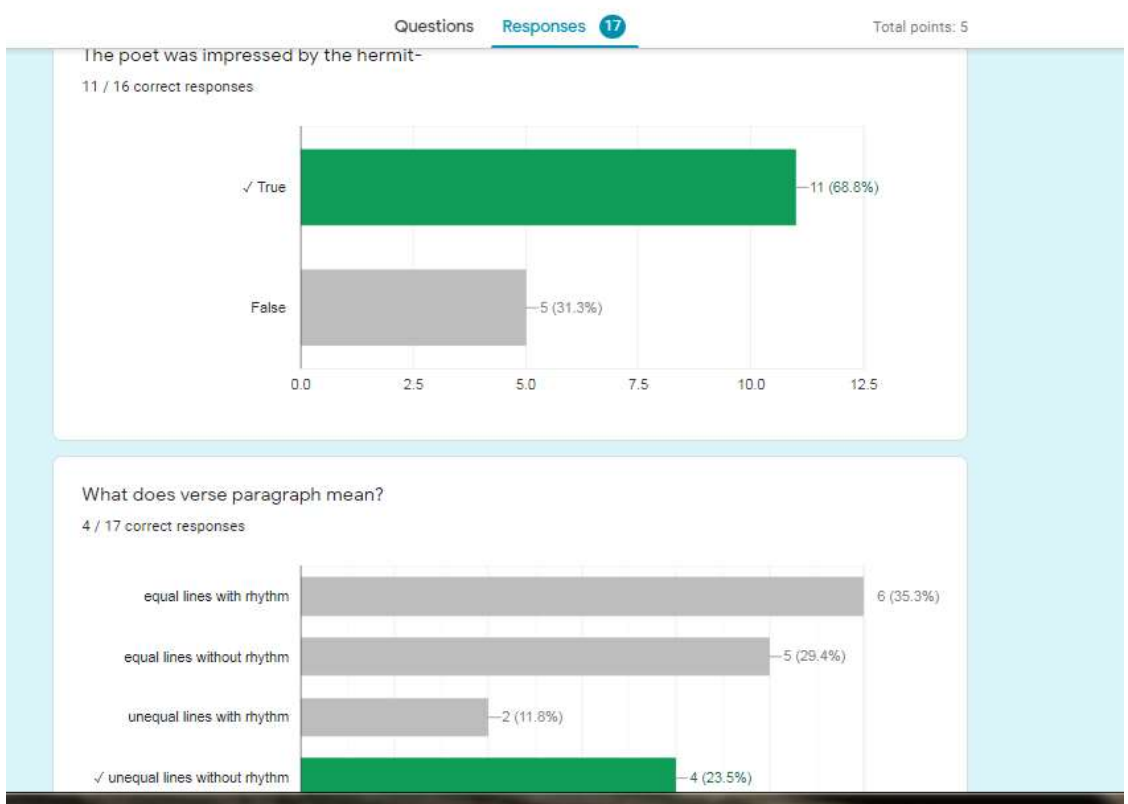 Questions Responses 17 Total points: 5
The poet was impressed by the hermit-
11 / 16 correct responses
✓ True
11 (68.8%)
False
5 (31.3%)
0.0 2.5 5.0 7.5 10.0 12.5
What does verse paragraph mean?
4 / 17 correct responses
equal lines with rhythm
6 (35.3%)
equal lines without rhythm
5 (29.4%)
unequal lines with rhythm
2 (11.8%)
✓ unequal lines without rhythm
4 (23.5%)